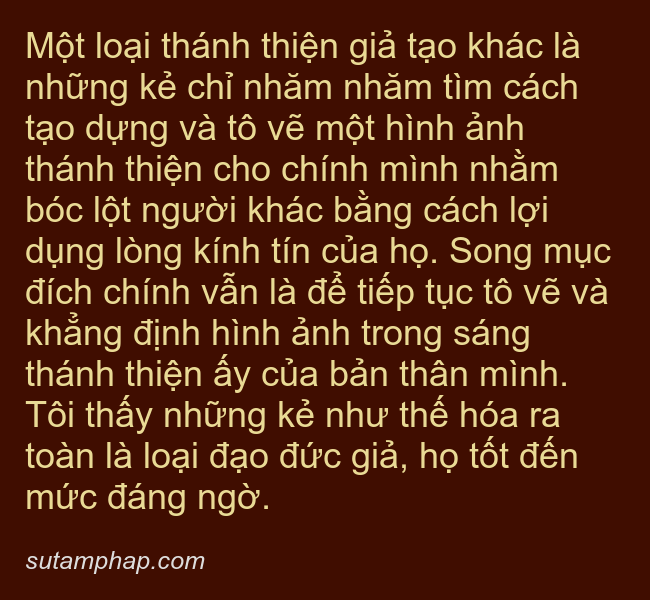 Một loại thánh thiện giả tạo khác là
những kẻ chỉ nhăm nhăm tìm cách
tạo dựng và tô vẽ một hình ảnh
thánh thiện cho chính mình nhằm
bóc lột người khác bằng cách lợi
dụng lòng kính tín của họ. Song mục
đích chính vẫn là để tiếp tục tô vẽ và
khẳng định hình ảnh trong sáng
thánh thiện ấy của bản thân mình.
Tôi thấy những kẻ như thế hóa ra
toàn là loại đạo đức giả, họ tốt đến
mức đáng ngờ.
sutamphap.com